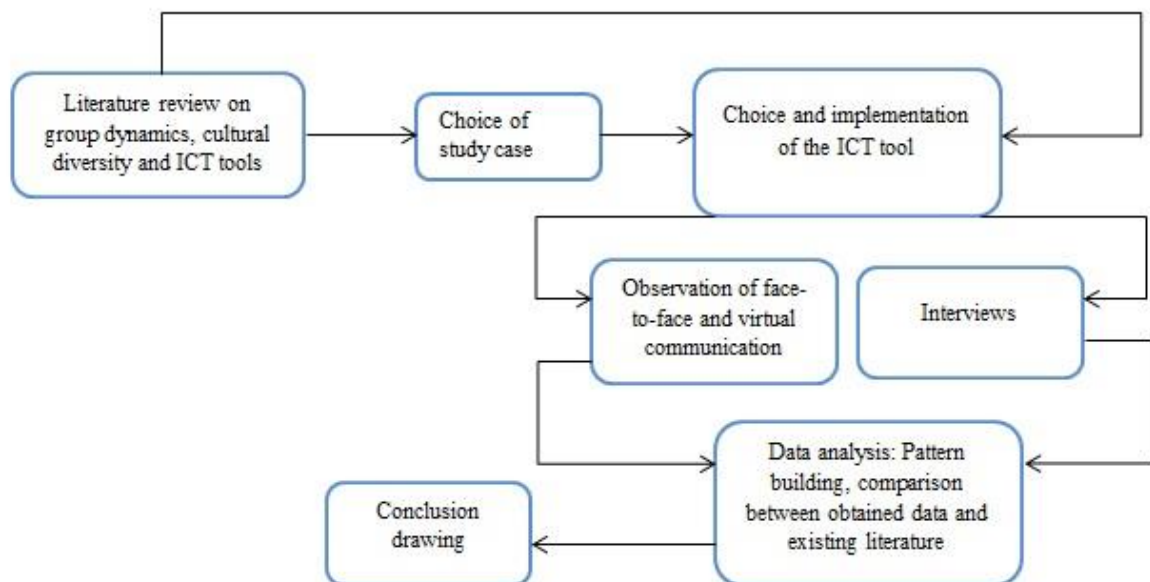 Literature review on
group dynamics, cultural
diversity and ICT tools
Choice of
study case
Choice and implementation
of the ICT tool
Observation of face-
to-face and virtual
communication
Interviews
Data analysis: Pattern
building, comparison
between obtained data and
existing literature
Conclusion
drawing